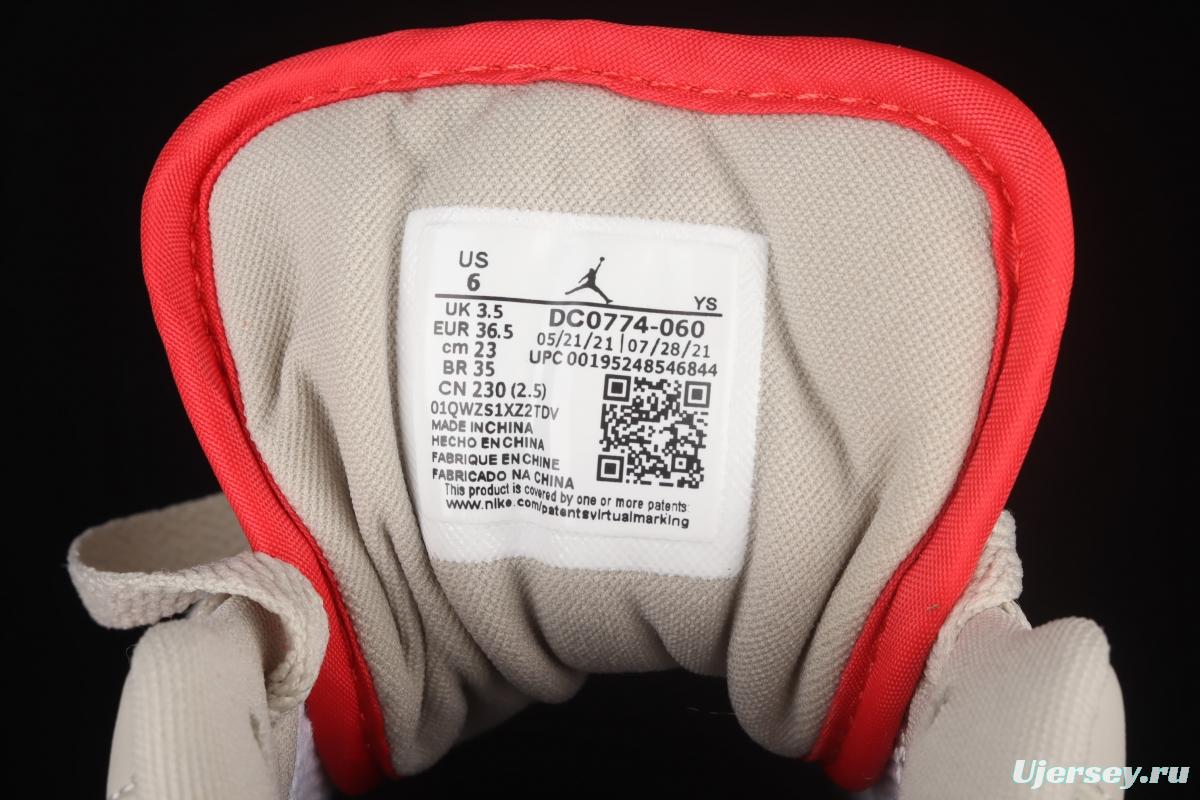 US
6
YS
UK 3.5
EUR 36.5
cm 23
BR 35
CN 230 (2.5)
01QWZS1XZ2TDV
DC0774-060
05/21/21 | 07/28/21
UPC 00195248546844
MADE IN CHINA
HECHO EN CHINA
FABRIQUE EN CHINE
FABRICADO NA CHINA
This product is covered by one or more patents:
www.nike.com/patentsvirtualmarking
Ujersey.ru